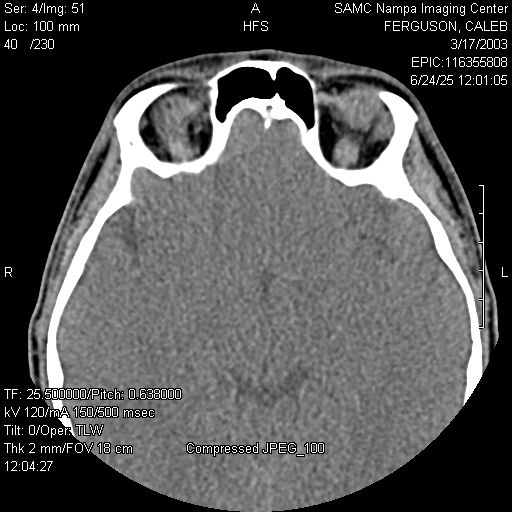 Ser: 4/Img: 51
Loc: 100 mm
40 /230
A
HFS
SAMC Nampa Imaging Center
FERGUSON, CALEB
3/17/2003
EPIC:116355808
6/24/25 12:01:05
R
L
TF: 25.500000/Pitch: 0.638000
kV 120/mA 150/500 msec
Tilt: 0/Oper: TLW
Thk 2 mm/FOV 18 cm
12:04:27
Compressed JPEG_100